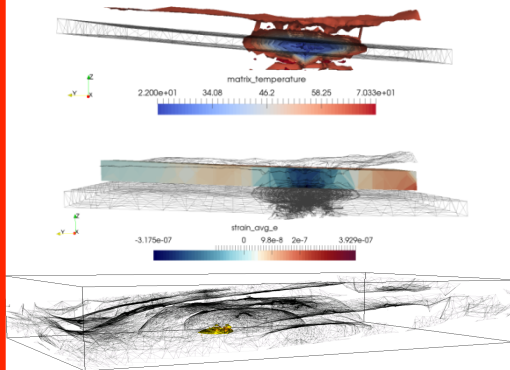 matrix_temperature
2.200e+01 34.08 46.2 58.25 7.033e+01
Z
Y X
strain_avg_e
-3.175e-07 0 9.8e-8 2e-7 3.929e-07
Z
Y X